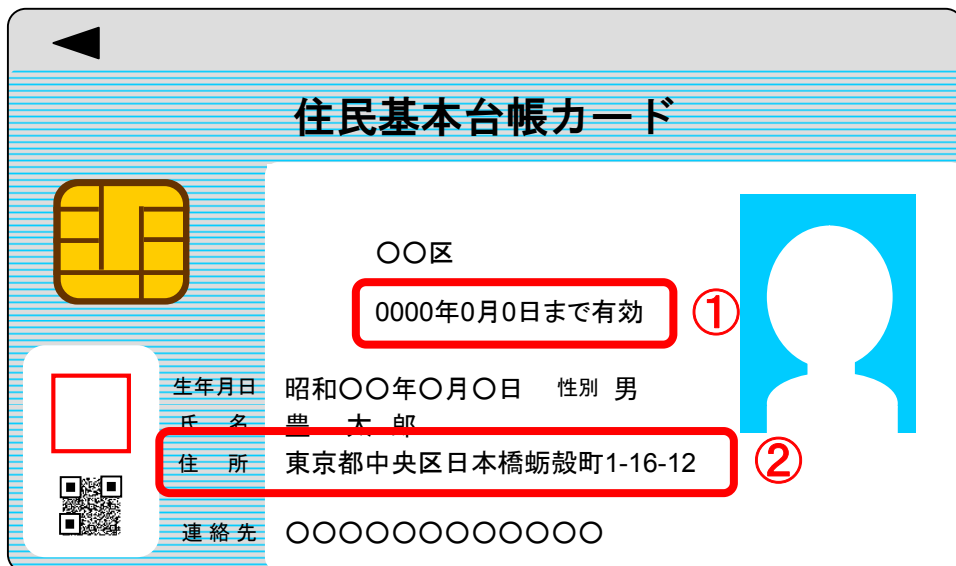 住民基本台帳カード
〇〇区
0000年0月0日まで有効
①
生年月日 昭和〇〇年〇月〇日 性別 男
氏 名 豊 太 郎
住 所 東京都中央区日本橋蛎殻町1-16-12
②
連絡先 〇〇〇〇〇〇〇〇〇〇〇〇